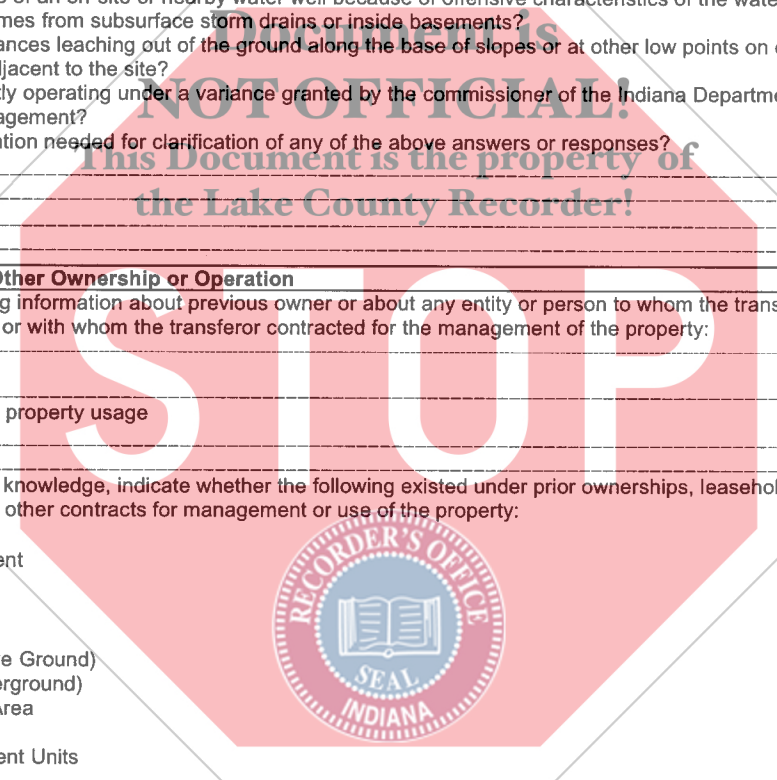 of an on-site or nearby water well because of offensive characteristics of the wate
mes from subsurface storm drains or inside basements?
Document is
ances leaching out of the ground along the base of slopes or at other low points on
djacent to the site?
tly operating under a variance granted by the commissioner of the Indiana Departme
NOT OFFICIAL!
agement?
ation needed for clarification of any of the above answers or responses?
This Document is the property of
the Lake County Recorder!
Other Ownership or Operation
g information about previous owner or about any entity or person to whom the trans
or with whom the transferor contracted for the management of the property:
STOP
property usage
knowledge, indicate whether the following existed under prior ownerships, leasehol
other contracts for management or use of the property:
RECORDER'S OFFICE
ent
e Ground)
SEAL
erground)
Area
INDIANA
ent Units